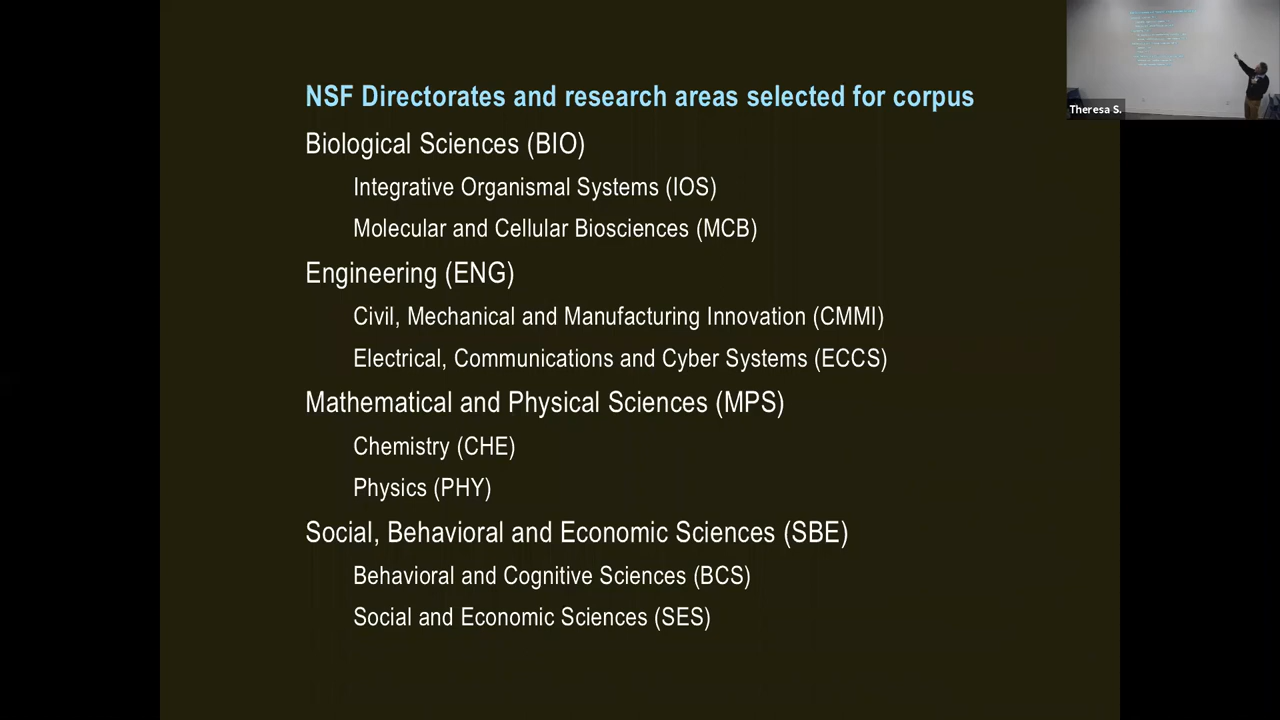 NSF Directorates and research areas selected for corpus
Biological Sciences (BIO)
Integrative Organismal Systems (IOS)
Molecular and Cellular Biosciences (MCB)
Engineering (ENG)
Civil, Mechanical and Manufacturing Innovation (CMMI)
Electrical, Communications and Cyber Systems (ECCS)
Mathematical and Physical Sciences (MPS)
Chemistry (CHE)
Physics (PHY)
Social, Behavioral and Economic Sciences (SBE)
Behavioral and Cognitive Sciences (BCS)
Social and Economic Sciences (SES)
Theresa S.